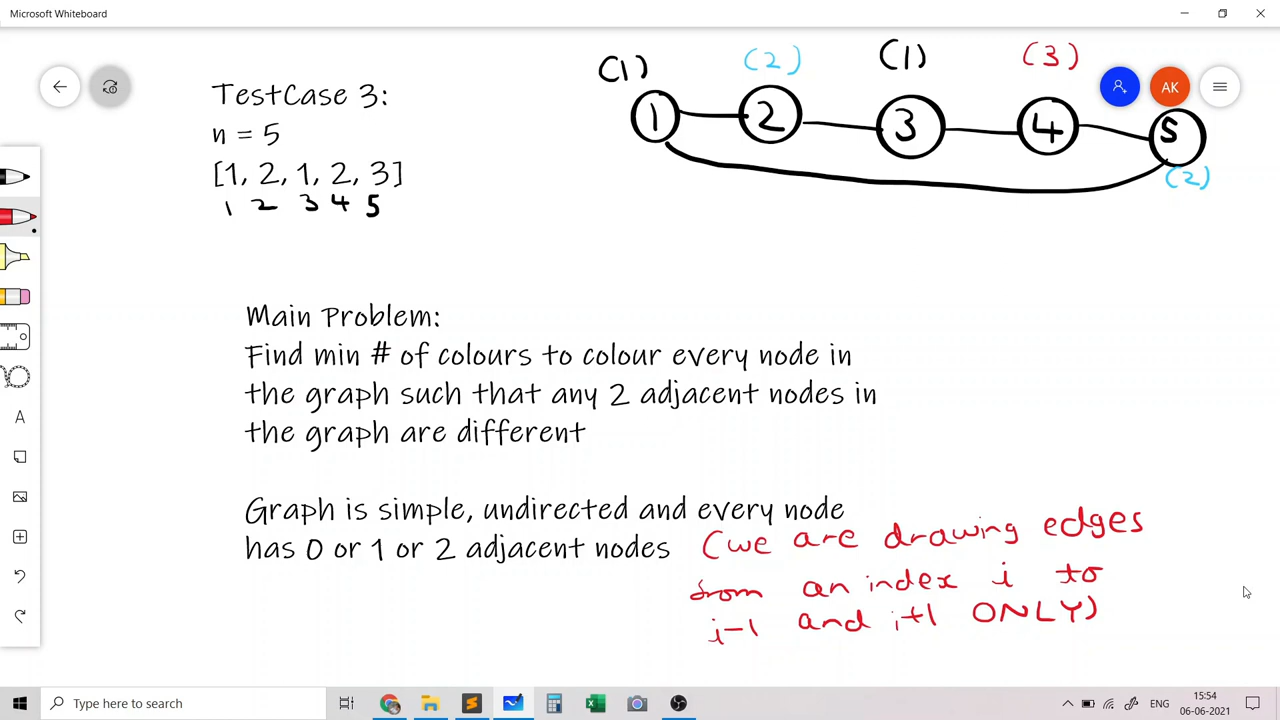 Microsoft Whiteboard
TestCase 3:
n = 5
[1, 2, 1, 2, 3]
1 2 3 4 5
(1) (2) (1) (3)
1 2 3 4 5
(2)
AK
Main Problem:
Find min # of colours to colour every node in
the graph such that any 2 adjacent nodes in
the graph are different
Graph is simple, undirected and every node
has 0 or 1 or 2 adjacent nodes
(we are drawing edges
from an index i to
i-1 and i+1 ONLY)
A
Type here to search
ENG
15:54
06-06-2021